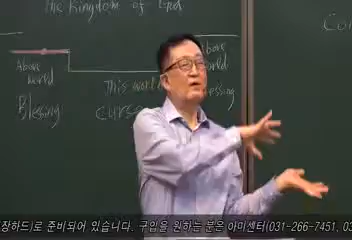 The Kingdom of God
Co
Above
world
Above
world
This world
Blessing
Curse
essing
장하드)로 준비되어 있습니다. 구입을 원하는 분은 아미센터(031-266-7451, 03